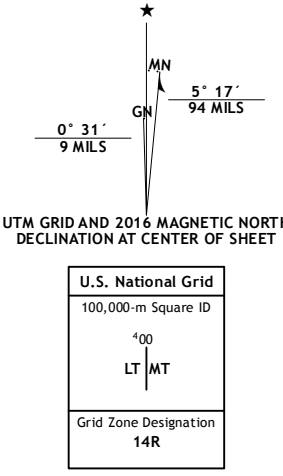 ★
MN
GN
5° 17´
94 MILS
0° 31´
9 MILS
UTM GRID AND 2016 MAGNETIC NORTH
DECLINATION AT CENTER OF SHEET
U.S. National Grid
100,000-m Square ID
⁴00
LT MT
Grid Zone Designation
14R